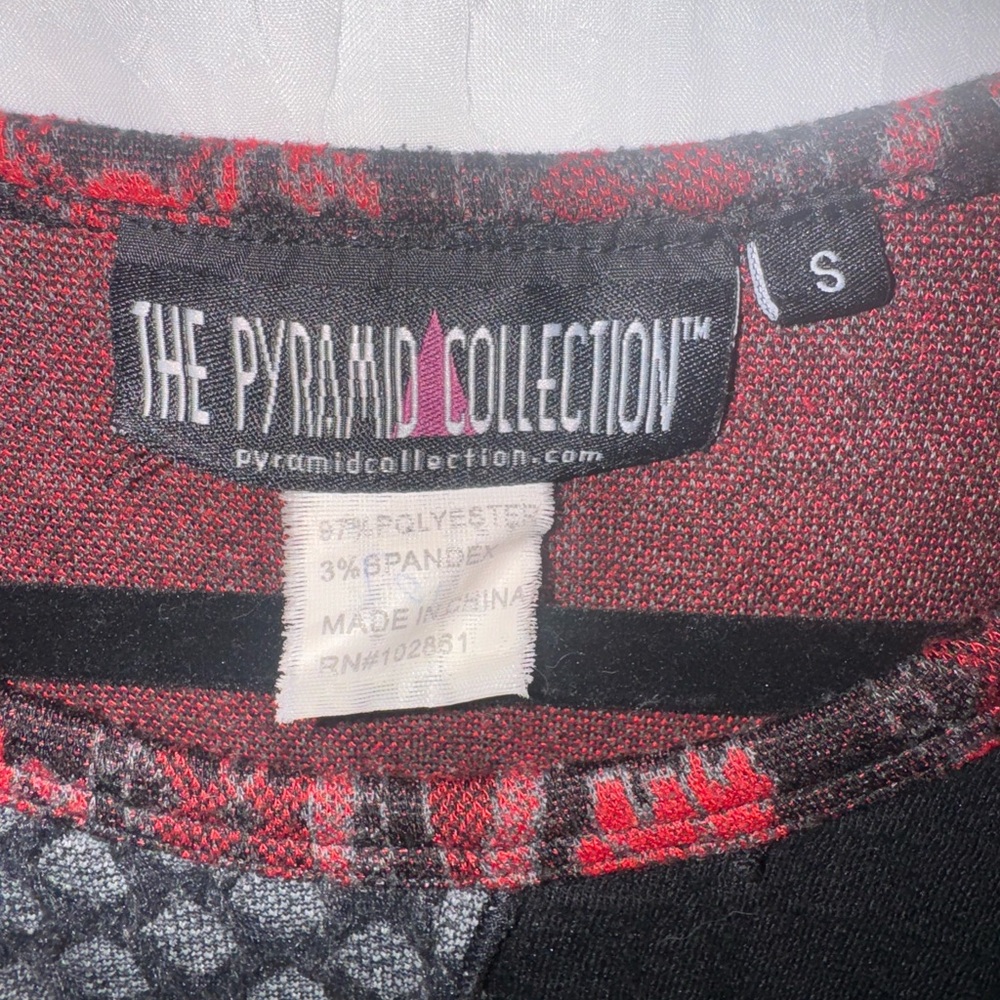 THE PYRAMID COLLECTION™
pyramidcollection.com
S
97% POLYESTER
3% SPANDEX
MADE IN CHINA
RN#102861